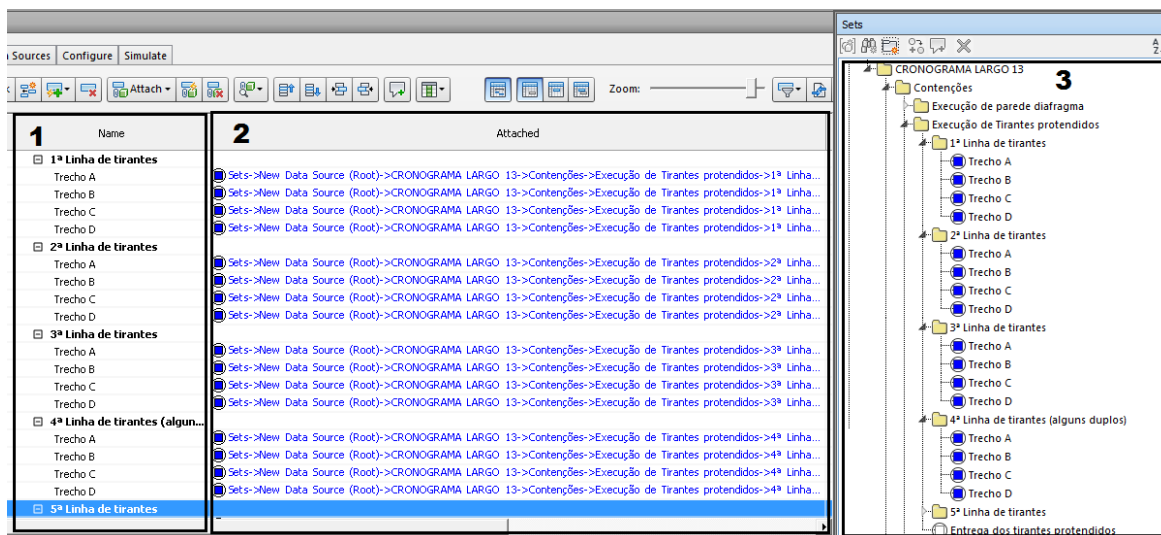 Sources Configure Simulate
Attach
Zoom:
1
Name
1ª Linha de tirantes
Trecho A
Trecho B
Trecho C
Trecho D
2ª Linha de tirantes
Trecho A
Trecho B
Trecho C
Trecho D
3ª Linha de tirantes
Trecho A
Trecho B
Trecho C
Trecho D
4ª Linha de tirantes (algun...
Trecho A
Trecho B
Trecho C
Trecho D
5ª Linha de tirantes
2
Attached
Sets->New Data Source (Root)->CRONOGRAMA LARGO 13->Contenções->Execução de Tirantes protendidos->1ª Linha...
Sets->New Data Source (Root)->CRONOGRAMA LARGO 13->Contenções->Execução de Tirantes protendidos->1ª Linha...
Sets->New Data Source (Root)->CRONOGRAMA LARGO 13->Contenções->Execução de Tirantes protendidos->1ª Linha...
Sets->New Data Source (Root)->CRONOGRAMA LARGO 13->Contenções->Execução de Tirantes protendidos->1ª Linha...
Sets->New Data Source (Root)->CRONOGRAMA LARGO 13->Contenções->Execução de Tirantes protendidos->2ª Linha...
Sets->New Data Source (Root)->CRONOGRAMA LARGO 13->Contenções->Execução de Tirantes protendidos->2ª Linha...
Sets->New Data Source (Root)->CRONOGRAMA LARGO 13->Contenções->Execução de Tirantes protendidos->2ª Linha...
Sets->New Data Source (Root)->CRONOGRAMA LARGO 13->Contenções->Execução de Tirantes protendidos->2ª Linha...
Sets->New Data Source (Root)->CRONOGRAMA LARGO 13->Contenções->Execução de Tirantes protendidos->3ª Linha...
Sets->New Data Source (Root)->CRONOGRAMA LARGO 13->Contenções->Execução de Tirantes protendidos->3ª Linha...
Sets->New Data Source (Root)->CRONOGRAMA LARGO 13->Contenções->Execução de Tirantes protendidos->3ª Linha...
Sets->New Data Source (Root)->CRONOGRAMA LARGO 13->Contenções->Execução de Tirantes protendidos->3ª Linha...
Sets->New Data Source (Root)->CRONOGRAMA LARGO 13->Contenções->Execução de Tirantes protendidos->4ª Linha...
Sets->New Data Source (Root)->CRONOGRAMA LARGO 13->Contenções->Execução de Tirantes protendidos->4ª Linha...
Sets->New Data Source (Root)->CRONOGRAMA LARGO 13->Contenções->Execução de Tirantes protendidos->4ª Linha...
Sets->New Data Source (Root)->CRONOGRAMA LARGO 13->Contenções->Execução de Tirantes protendidos->4ª Linha...
Sets
CRONOGRAMA LARGO 13
3
Contenções
Execução de parede diafragma
Execução de Tirantes protendidos
1ª Linha de tirantes
Trecho A
Trecho B
Trecho C
Trecho D
2ª Linha de tirantes
Trecho A
Trecho B
Trecho C
Trecho D
3ª Linha de tirantes
Trecho A
Trecho B
Trecho C
Trecho D
4ª Linha de tirantes (alguns duplos)
Trecho A
Trecho B
Trecho C
Trecho D
5ª Linha de tirantes
Entrega dos tirantes protendidos